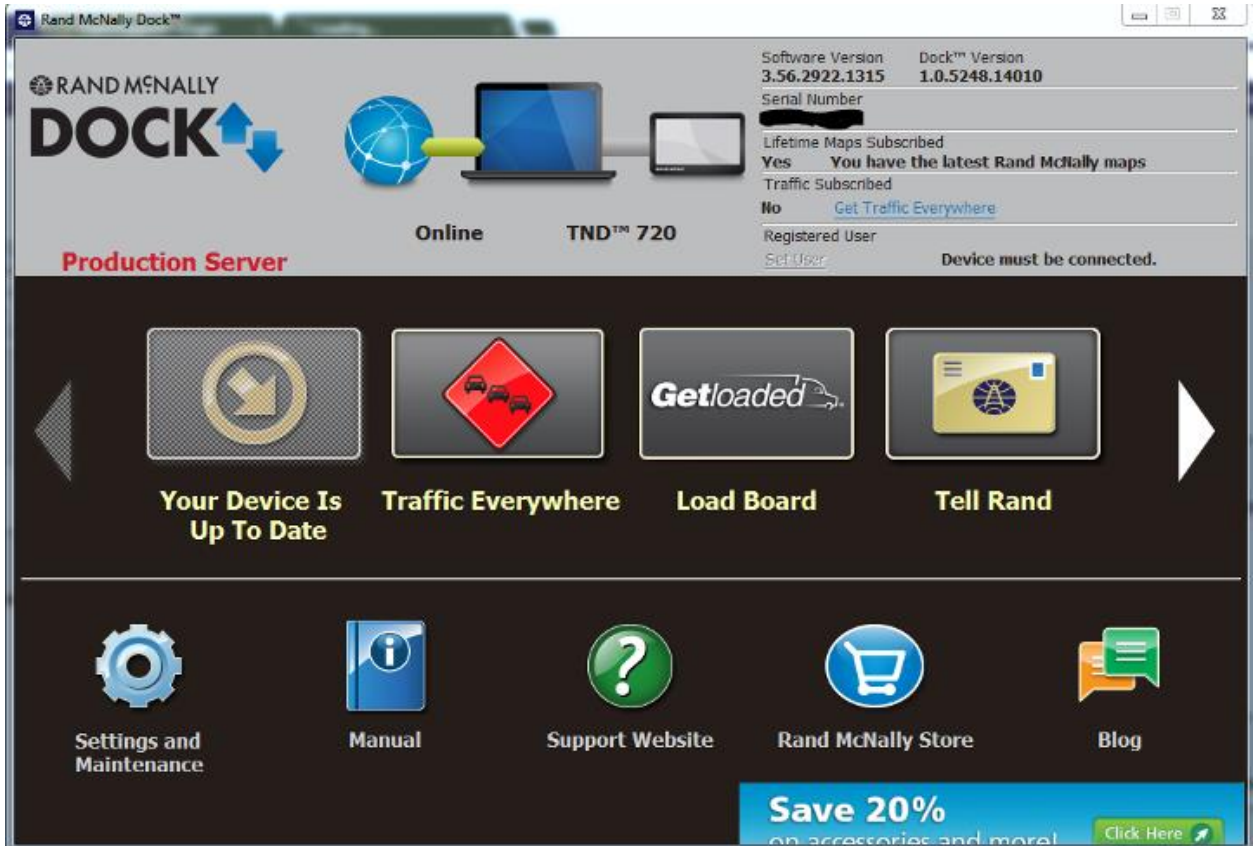 Rand McNally Dock™
RAND MCNALLY
DOCK
Online
TND™ 720
Production Server
Software Version Dock™ Version
3.56.2922.1315 1.0.5248.14010
Serial Number
Lifetime Maps Subscribed
Yes You have the latest Rand McNally maps
Traffic Subscribed
No Get Traffic Everywhere
Registered User
Set User Device must be connected.
Getloaded
Your Device Is
Up To Date
Traffic Everywhere
Load Board
Tell Rand
Settings and
Maintenance
Manual
Support Website
Rand McNally Store
Blog
Save 20%
on accessories and more!
Click Here